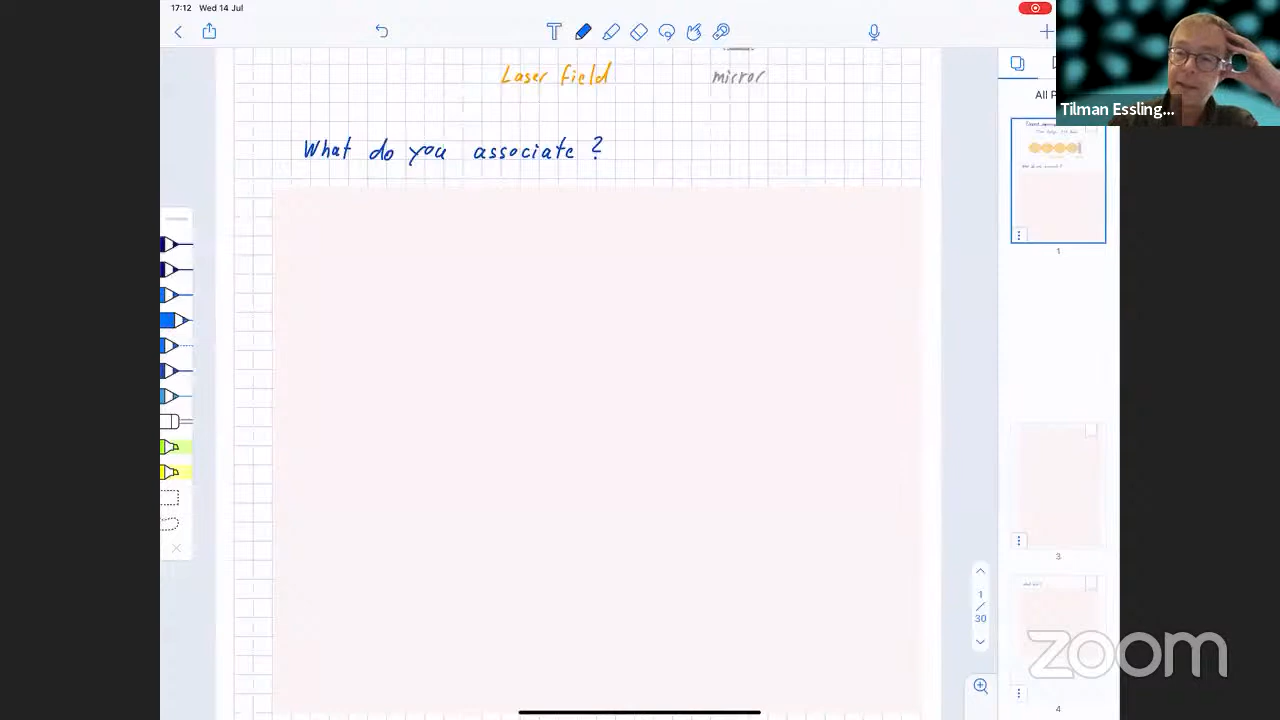 17:12 Wed 14 Jul
T
All P
Laser field
mirror
Tilman Essling...
What do you associate ?
1
3
1
/
30
4
zoom